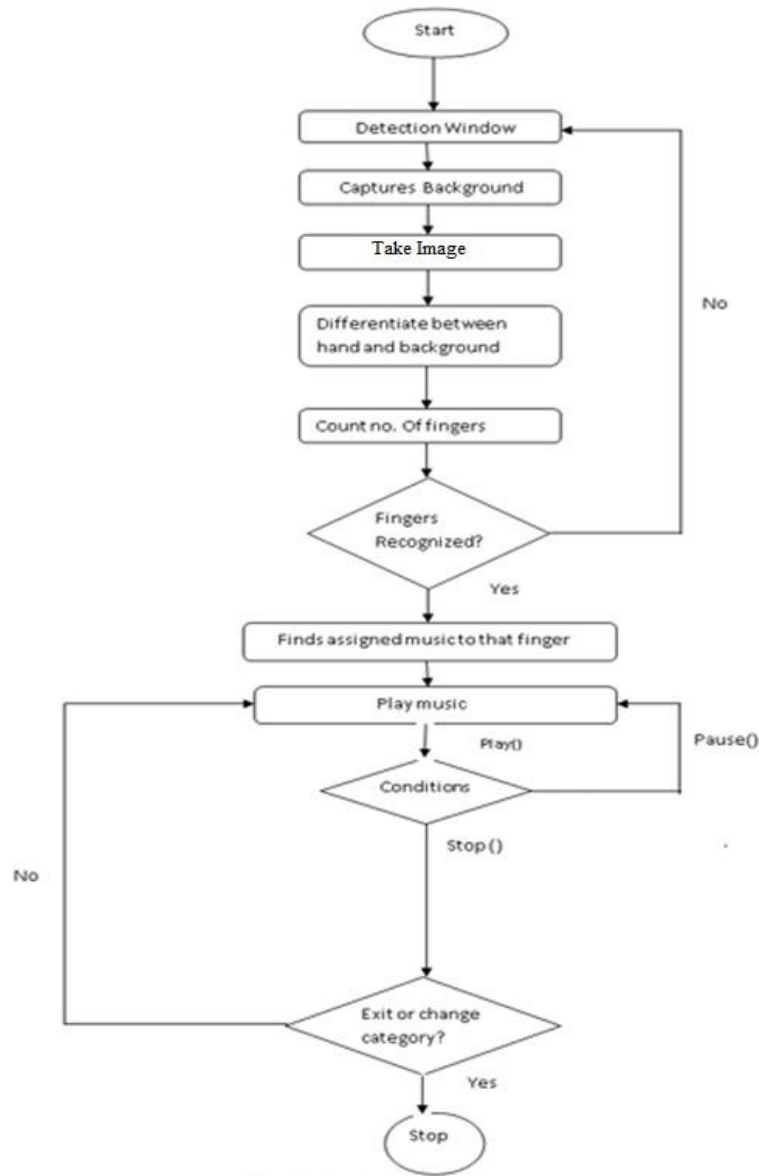 Start
Detection Window
Captures Background
Take Image
Differentiate between
hand and background
No
Count no. Of fingers
Fingers
Recognized?
Yes
Finds assigned music to that finger
Play music
Play()
Pause()
Conditions
Stop ()
No
Exit or change
category?
Yes
Stop